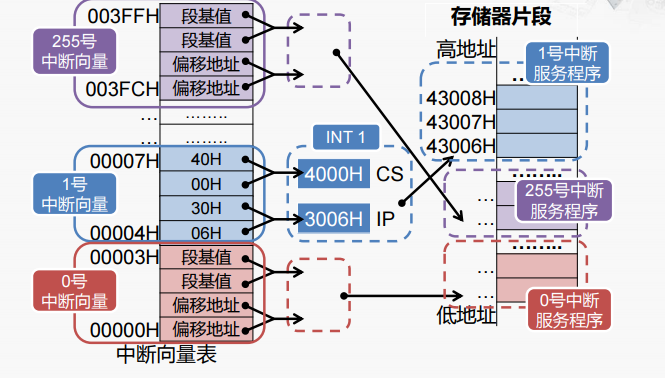 存储器片段
003FFH
段基值
段基值
偏移地址
偏移地址
003FCH
255号
中断向量
…
……..
…
……..
00007H
40H
00H
30H
06H
00004H
1号
中断向量
00003H
段基值
段基值
偏移地址
偏移地址
00000H
0号
中断向量
中断向量表
INT 1
4000H
CS
3006H
IP
高地址
……..
1号中断
服务程序
43008H
43007H
43006H
……..
…
…
255号中断
服务程序
……..
…
…
0号中断
服务程序
低地址